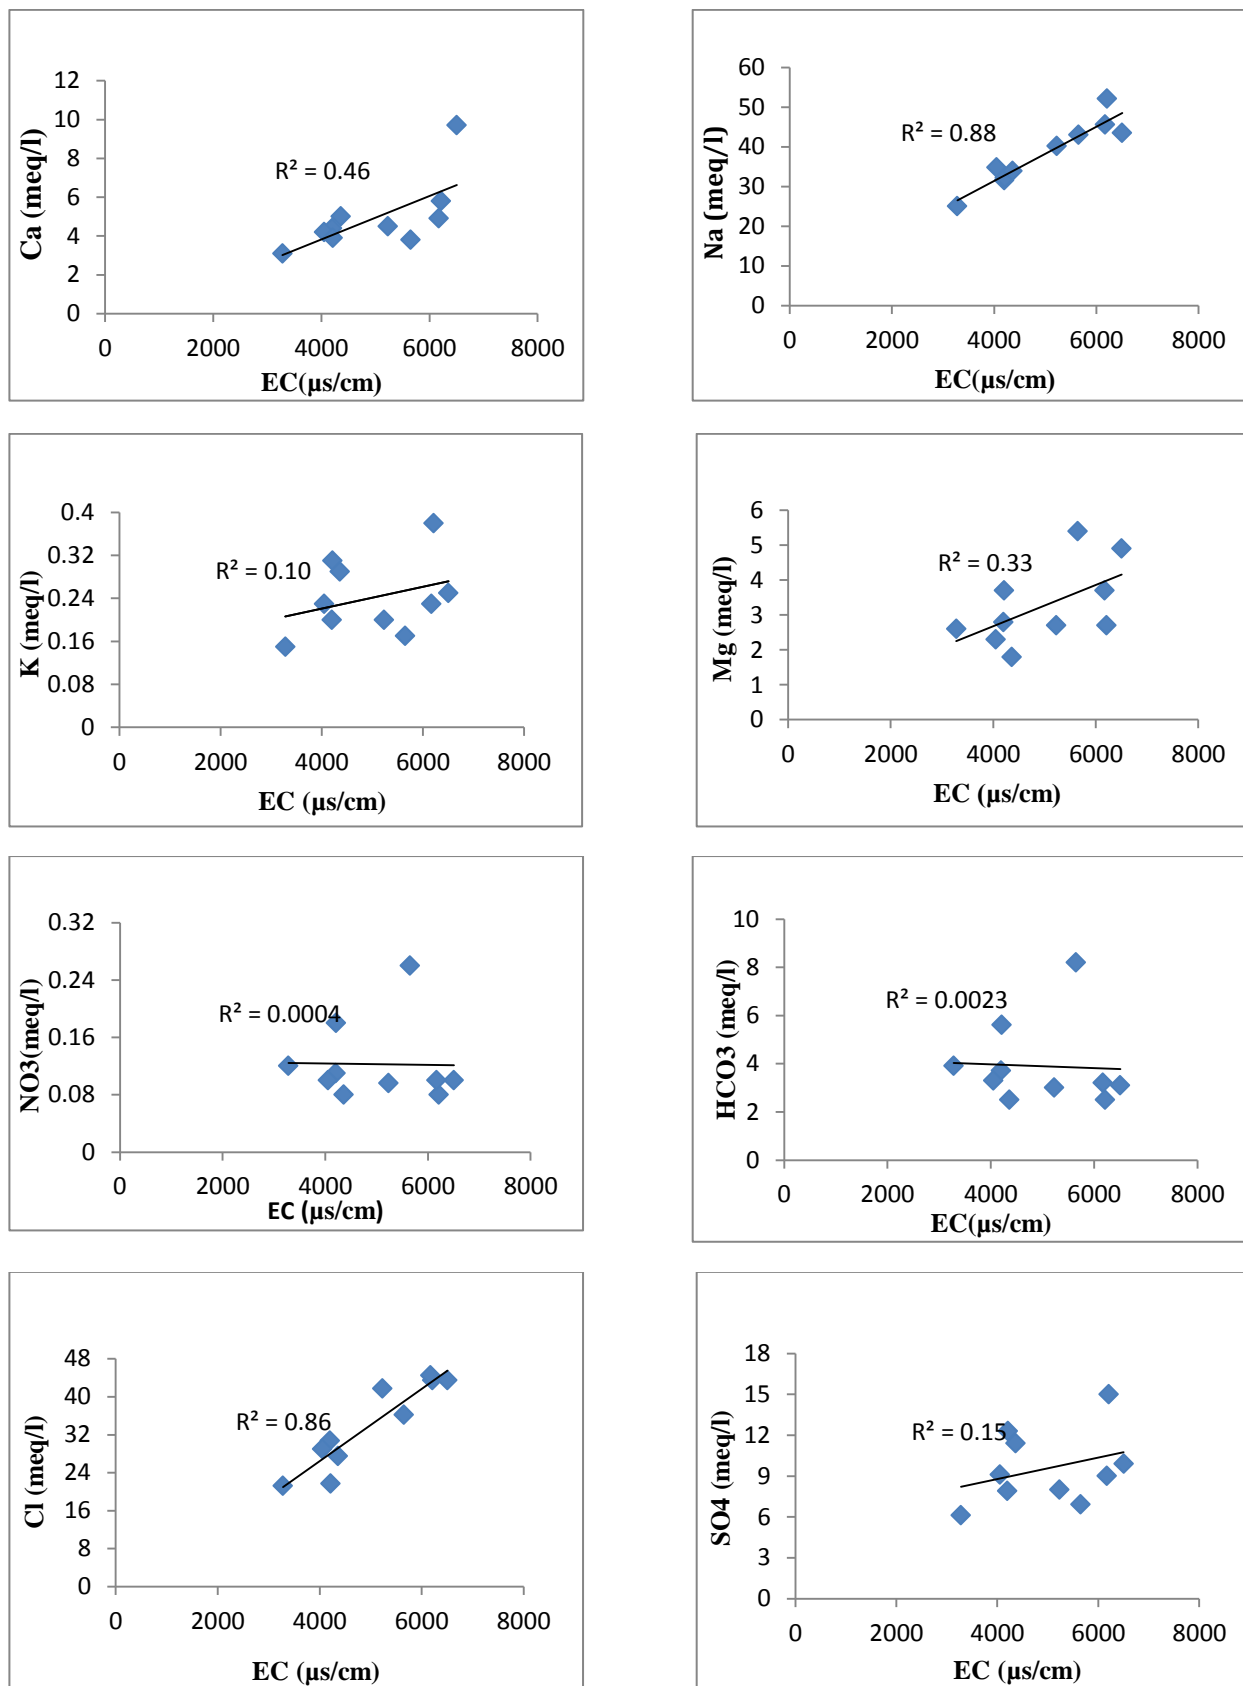 12
10
8
6
4
2
0
Ca (meq/l)
R² = 0.46
0 2000 4000 6000 8000
EC(µs/cm)
60
50
40
30
20
10
0
Na (meq/l)
R² = 0.88
0 2000 4000 6000 8000
EC(µs/cm)
0.4
0.32
0.24
0.16
0.08
0
K (meq/l)
R² = 0.10
0 2000 4000 6000 8000
EC (µs/cm)
6
5
4
3
2
1
0
Mg (meq/l)
R² = 0.33
0 2000 4000 6000 8000
EC (µs/cm)
0.32
0.24
0.16
0.08
0
NO3(meq/l)
R² = 0.0004
0 2000 4000 6000 8000
EC (µs/cm)
10
8
6
4
2
0
HCO3 (meq/l)
R² = 0.0023
0 2000 4000 6000 8000
EC(µs/cm)
48
40
32
24
16
8
0
Cl (meq/l)
R² = 0.86
0 2000 4000 6000 8000
EC (µs/cm)
18
15
12
9
6
3
0
SO4 (meq/l)
R² = 0.15
0 2000 4000 6000 8000
EC (µs/cm)